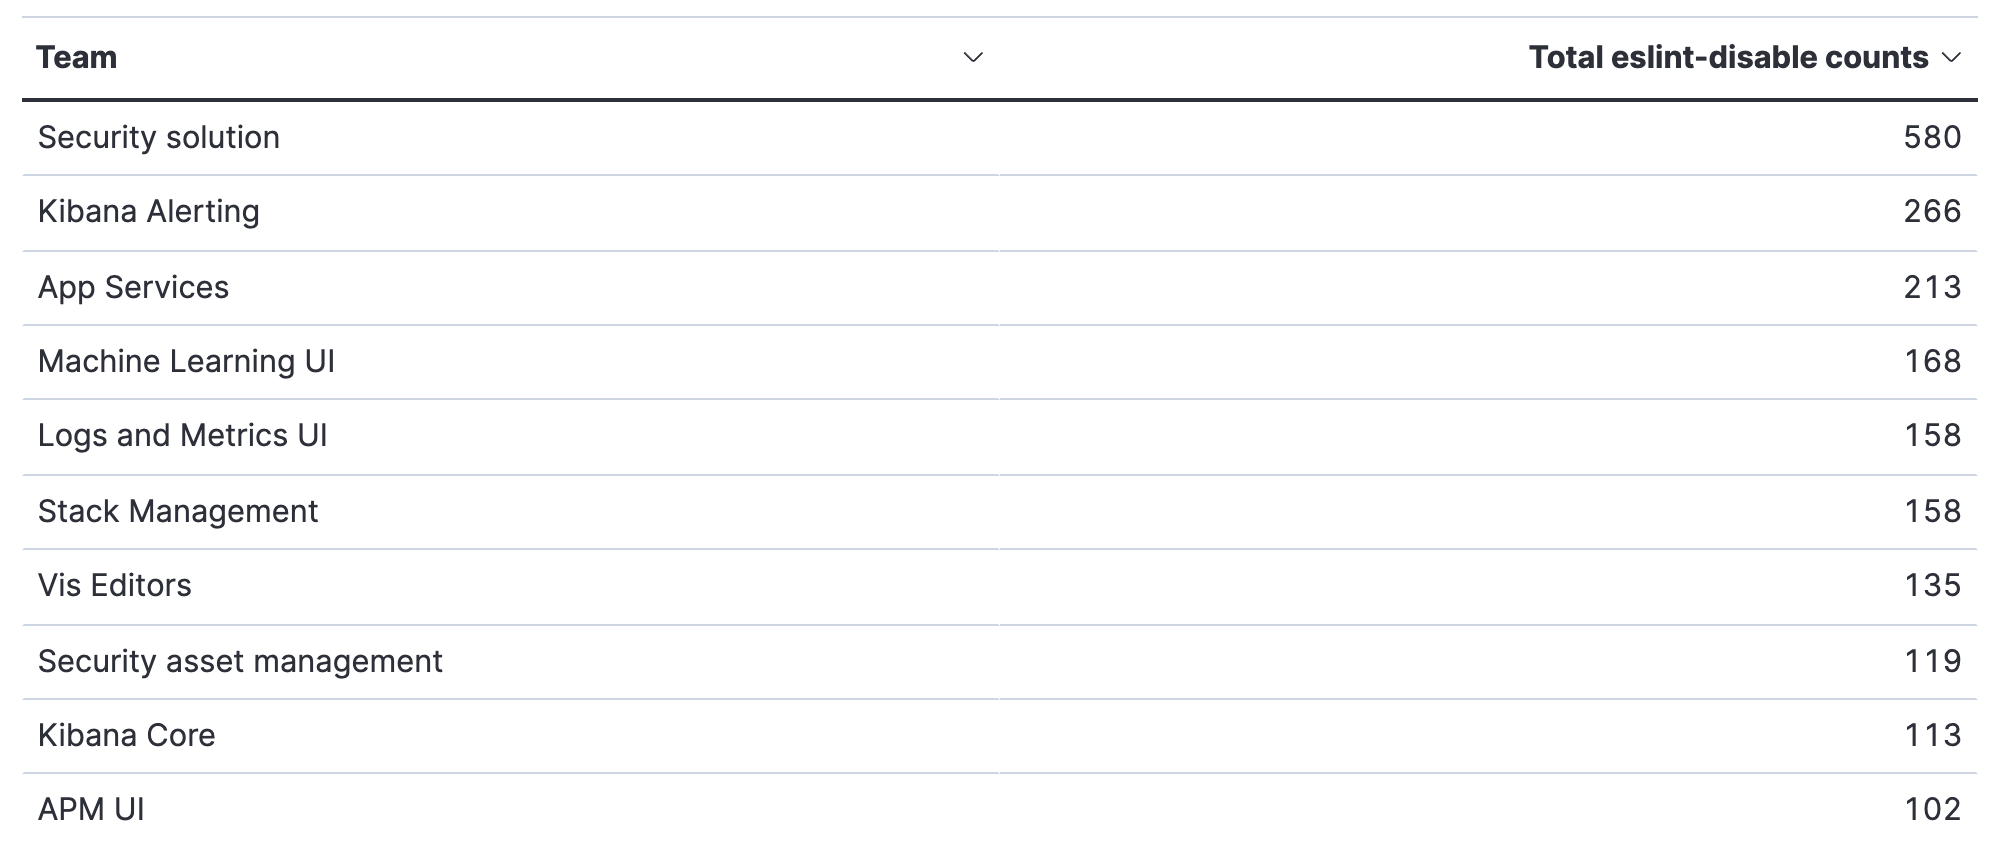 Team Total eslint-disable counts
Security solution 580
Kibana Alerting 266
App Services 213
Machine Learning UI 168
Logs and Metrics UI 158
Stack Management 158
Vis Editors 135
Security asset management 119
Kibana Core 113
APM UI 102